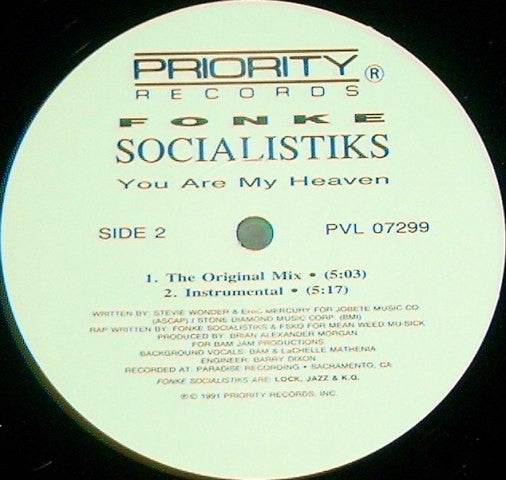 PRIORITY ®
RECORDS
FONKE
SOCIALISTIKS
You Are My Heaven
SIDE 2
PVL 07299
1. The Original Mix • (5:03)
2. Instrumental • (5:17)
WRITTEN BY: STEVIE WONDER & ERIC MERCURY FOR JOBETE MUSIC CO
(ASCAP) / STONE DIAMOND MUSIC CORP. (BMI)
RAP WRITTEN BY: FONKE SOCIALISTIKS & FSKO FOR MEAN WEED MU-SICK
PRODUCED BY: BRIAN ALEXANDER MORGAN
FOR BAM JAM PRODUCTIONS
BACKGROUND VOCALS: BAM & LaCHELLE MATHENIA
ENGINEER: BARRY DIXON
RECORDED AT: PARADISE RECORDING • SACRAMENTO, CA
FONKE SOCIALISTIKS ARE: LOCK, JAZZ & K.G.
℗ © 1991 PRIORITY RECORDS, INC.